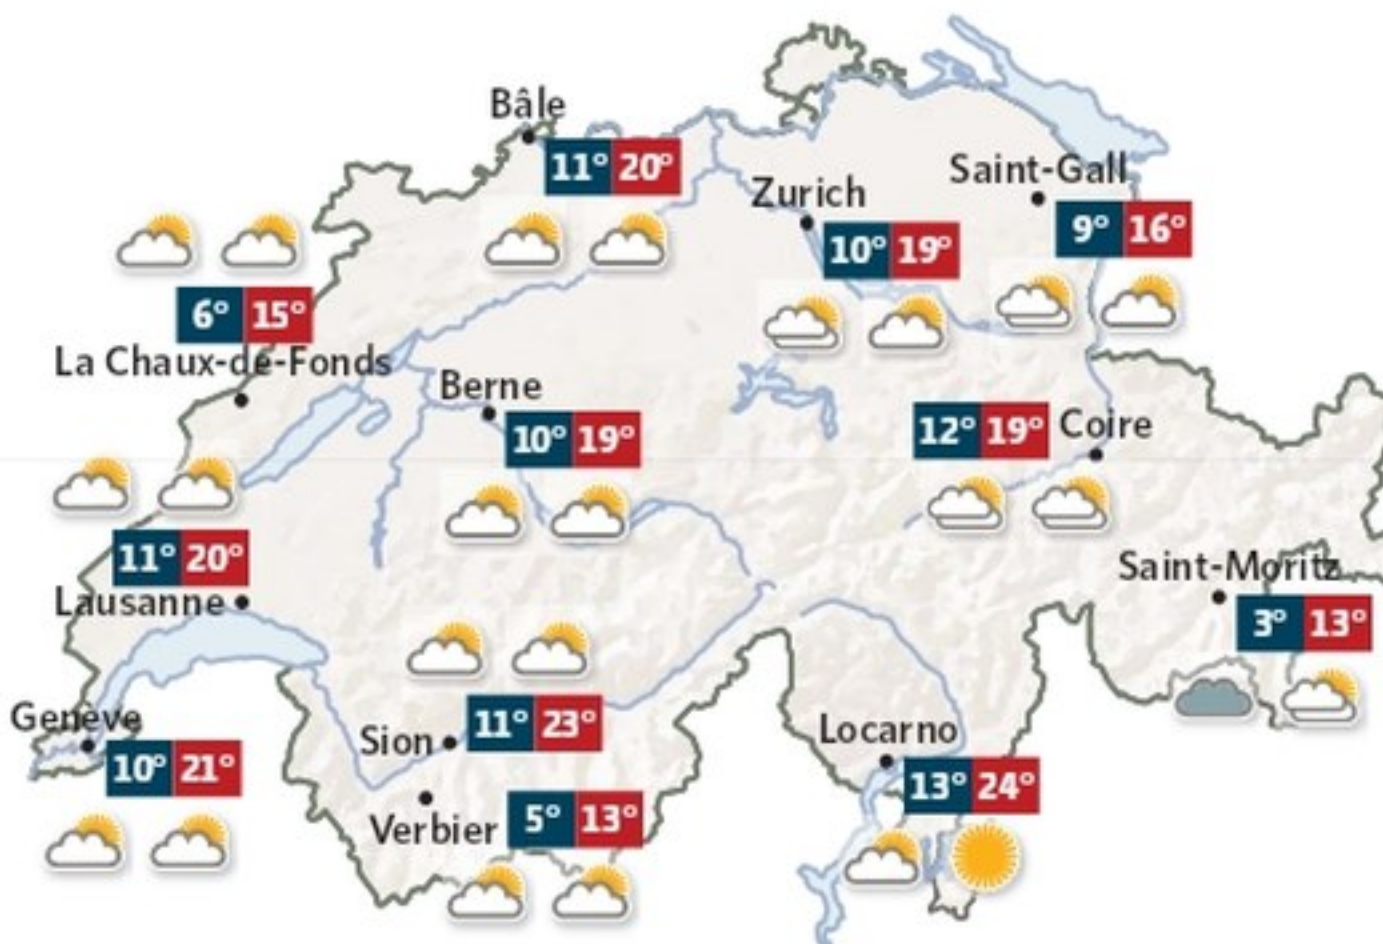 Bâle
11° 20°
Saint-Gall
9° 16°
Zurich
10° 19°
6° 15°
La Chaux-de-Fonds
Berne
10° 19°
12° 19° Coire
11° 20°
Lausanne
Saint-Moritz
3° 13°
Genève
10° 21°
Sion 11° 23°
Locarno
13° 24°
Verbier 5° 13°